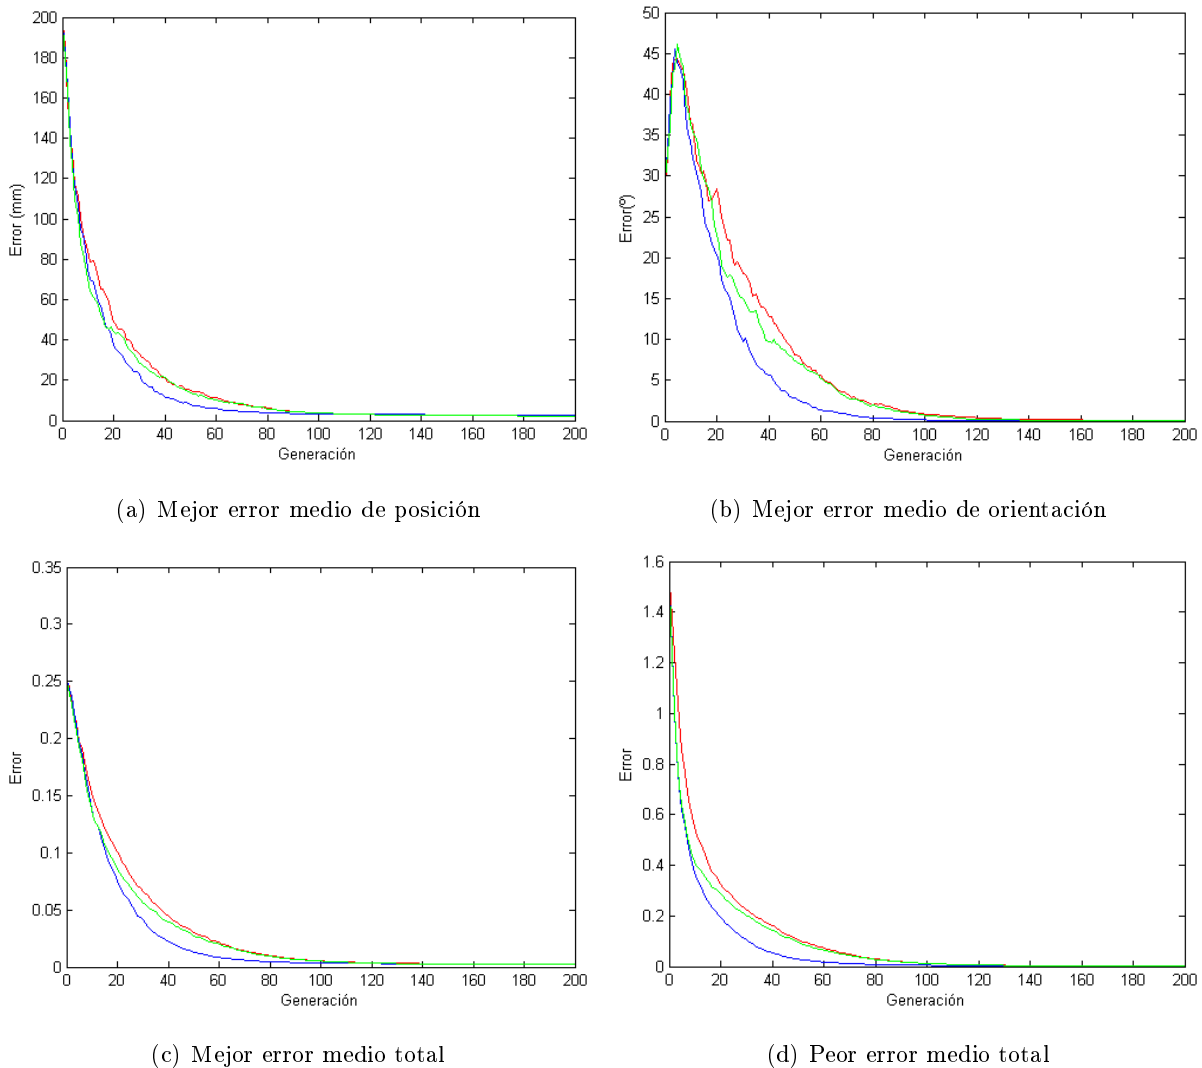 200
180
160
140
120
100
80
60
40
20
0
Error (mm)
0 20 40 60 80 100 120 140 160 180 200
Generación
(a) Mejor error medio de posición
50
45
40
35
30
25
20
15
10
5
0
Error(º)
0 20 40 60 80 100 120 140 160 180 200
Generación
(b) Mejor error medio de orientación
0.35
0.3
0.25
0.2
0.15
0.1
0.05
0
Error
0 20 40 60 80 100 120 140 160 180 200
Generación
(c) Mejor error medio total
1.6
1.4
1.2
1
0.8
0.6
0.4
0.2
0
Error
0 20 40 60 80 100 120 140 160 180 200
Generación
(d) Peor error medio total